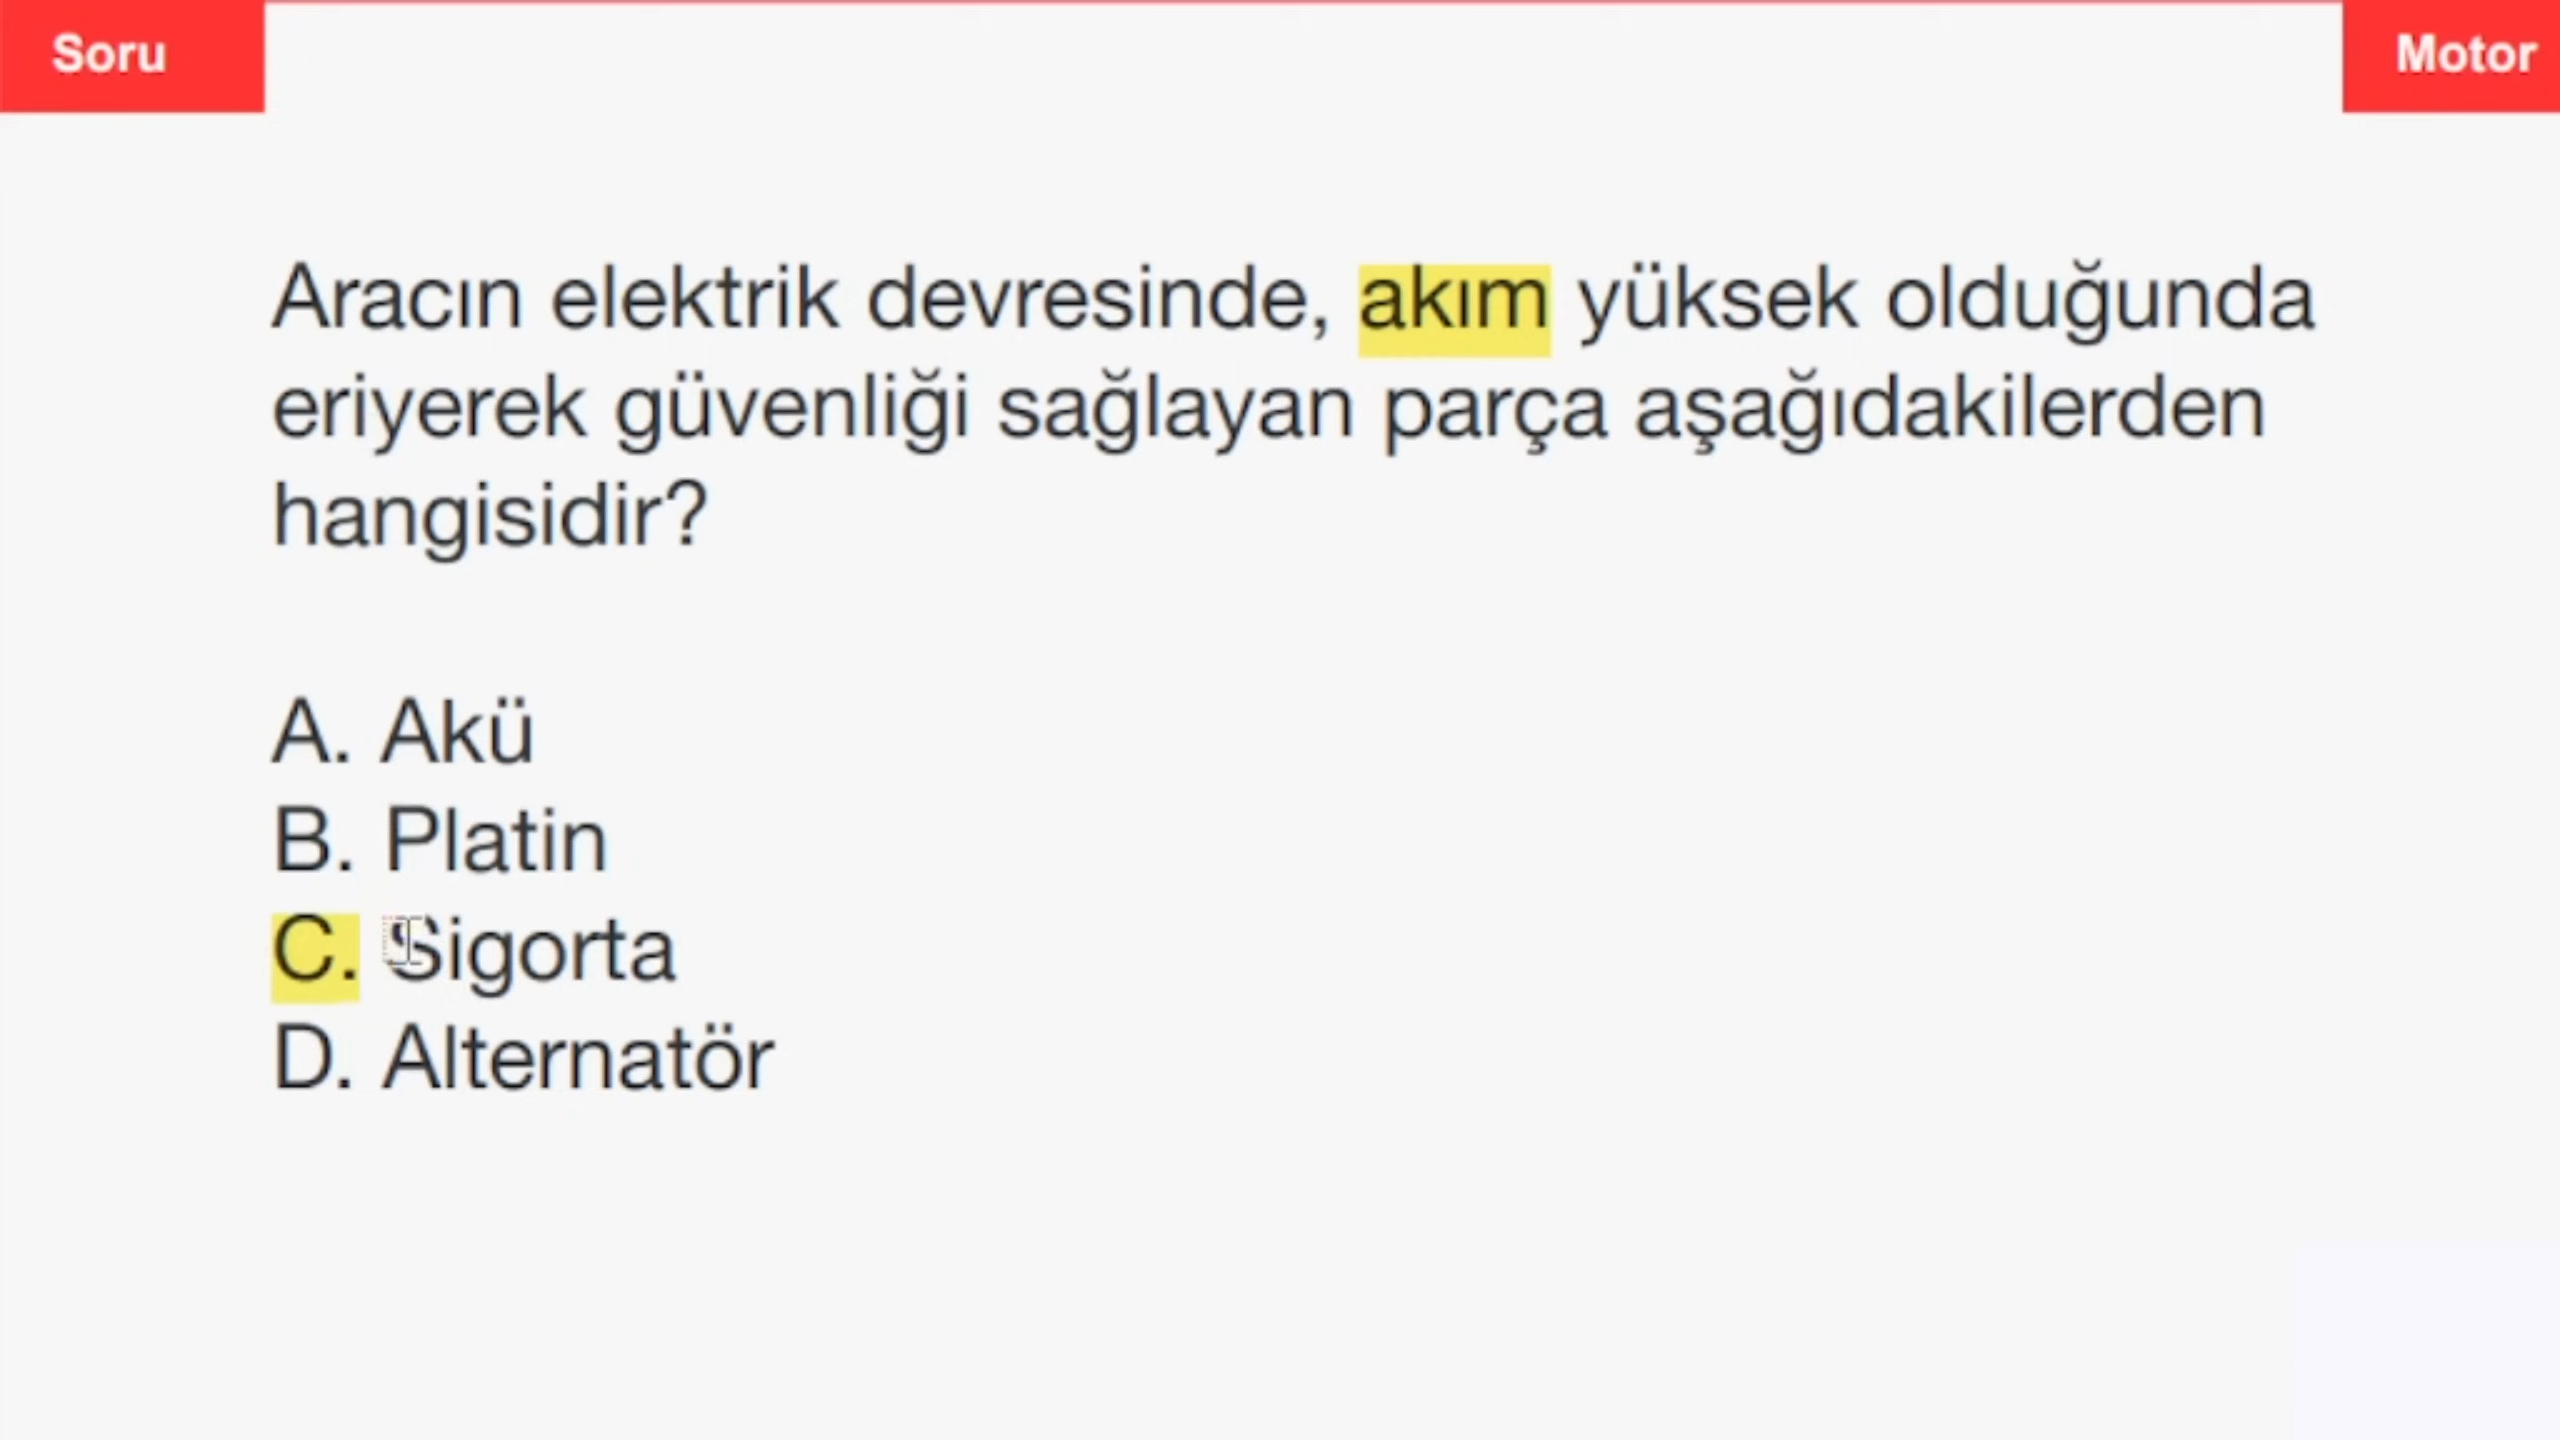 Soru
Motor
Aracın elektrik devresinde, akım yüksek olduğunda
eriyerek güvenliği sağlayan parça aşağıdakilerden
hangisidir?
A. Akü
B. Platin
C. Sigorta
D. Alternatör